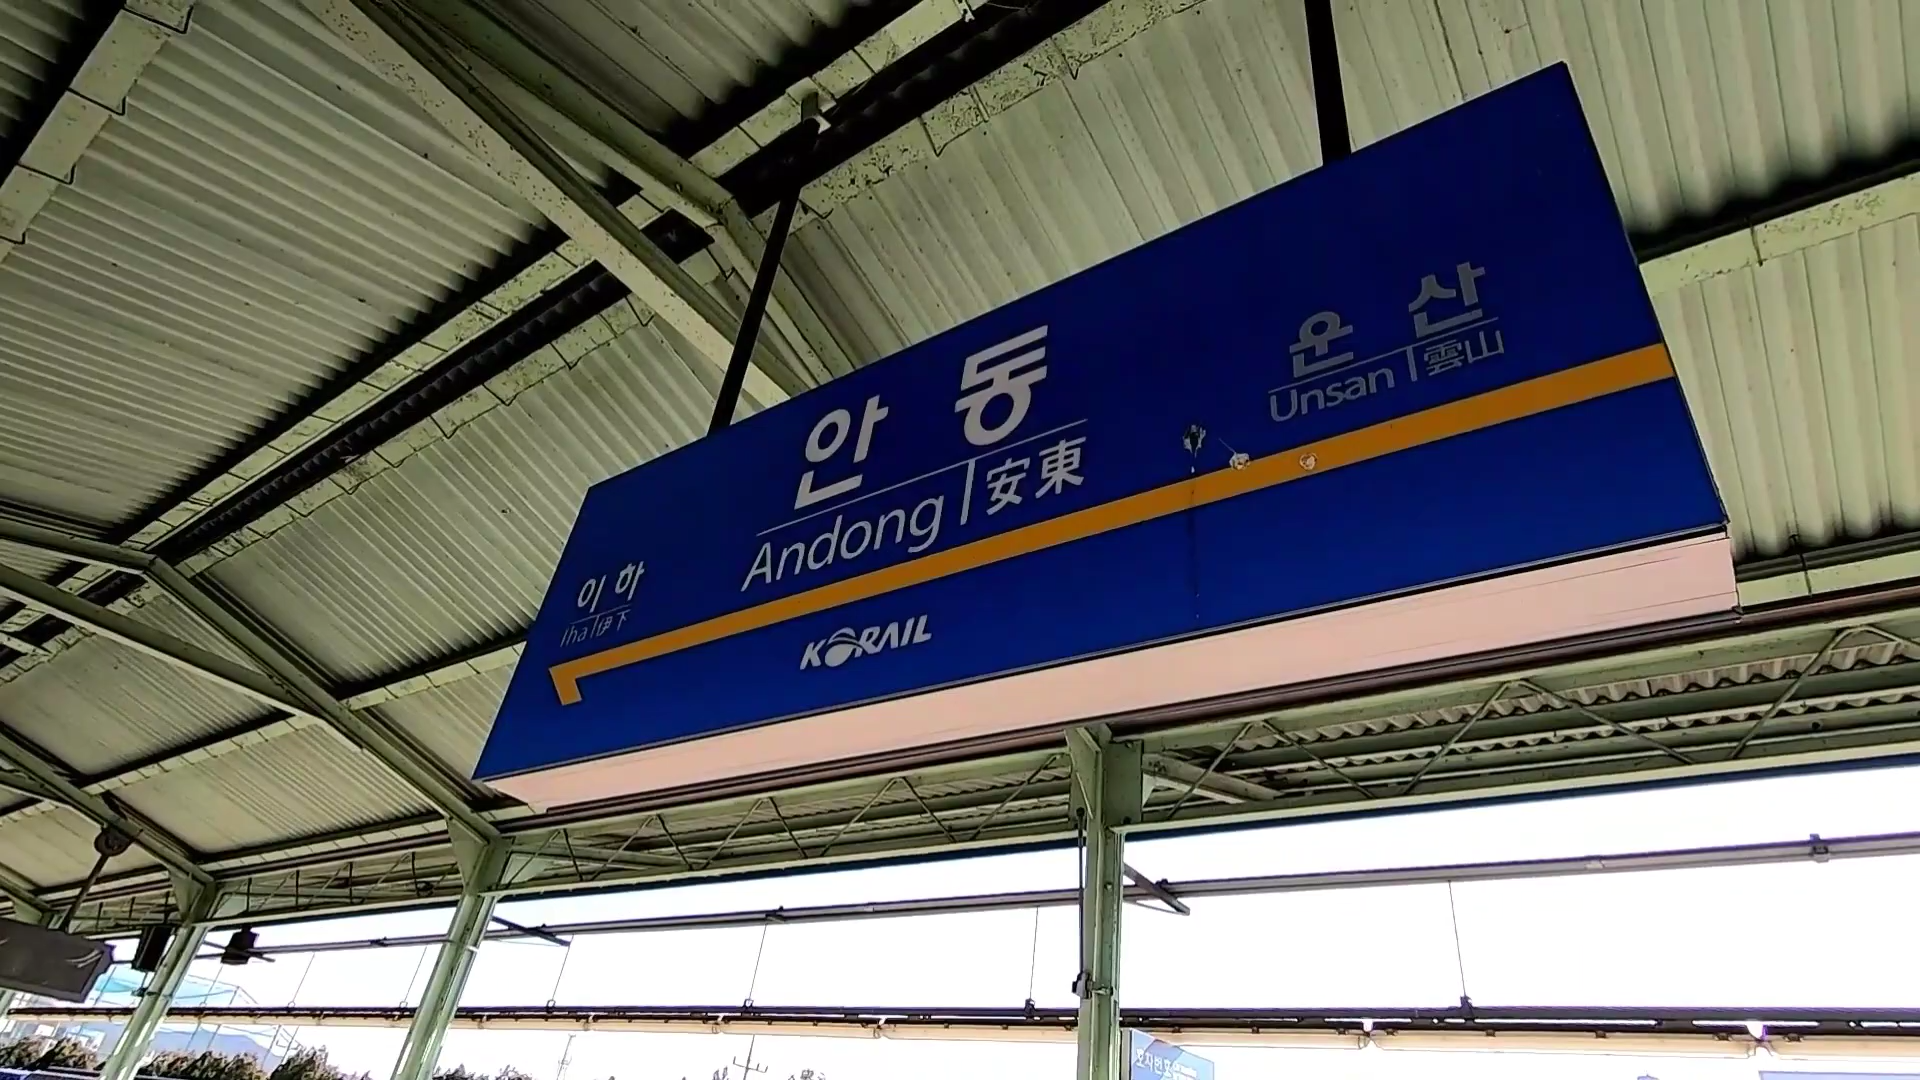 이하
Iha 伊下
안동
Andong 安東
운산
Unsan 雲山
KORAIL